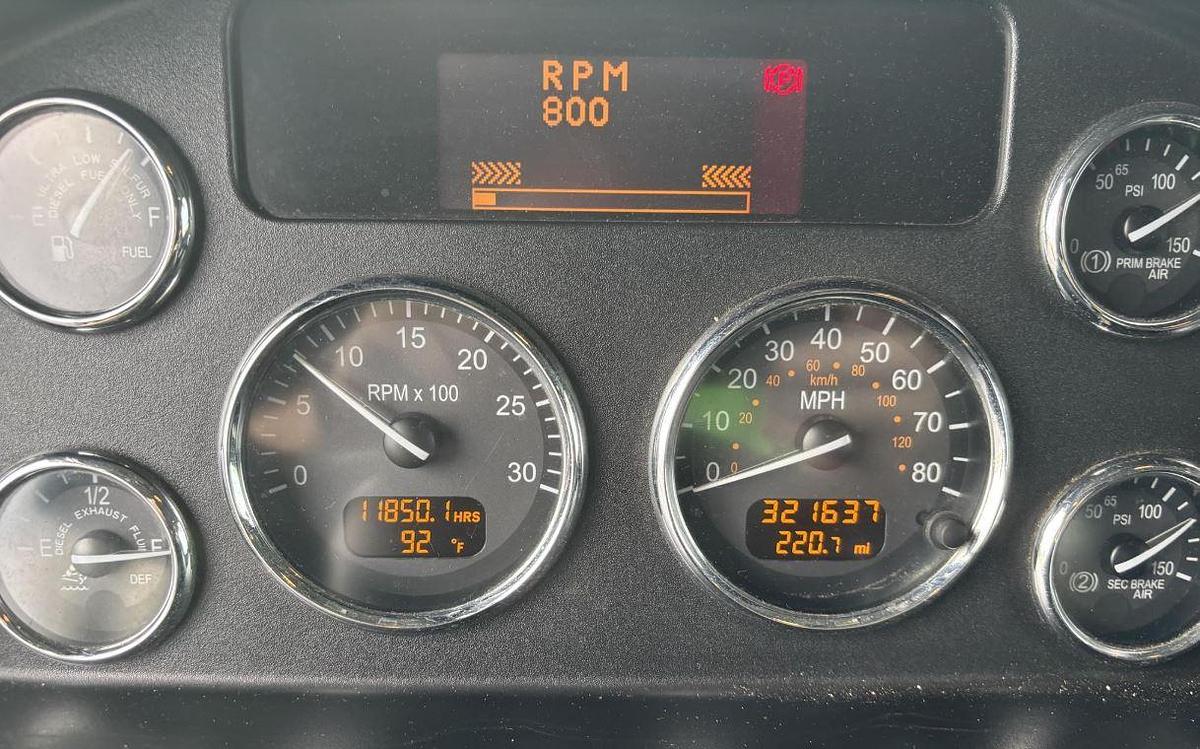 RPM
800
(P)
ULTRA LOW SULFUR
DIESEL FUEL ONLY
E
F
FUEL
50
65
100
PSI
0
150
(1)
PRIM BRAKE
AIR
0
5
10
15
20
25
30
RPM x 100
11850.1 HRS
92 °F
0
10
20
30
40
50
60
70
80
MPH
0
20
40
60
80
100
120
km/h
321637
220.7 mi
1/2
DIESEL EXHAUST FLUID
E
F
DEF
50
65
100
PSI
0
150
(2)
SEC BRAKE
AIR